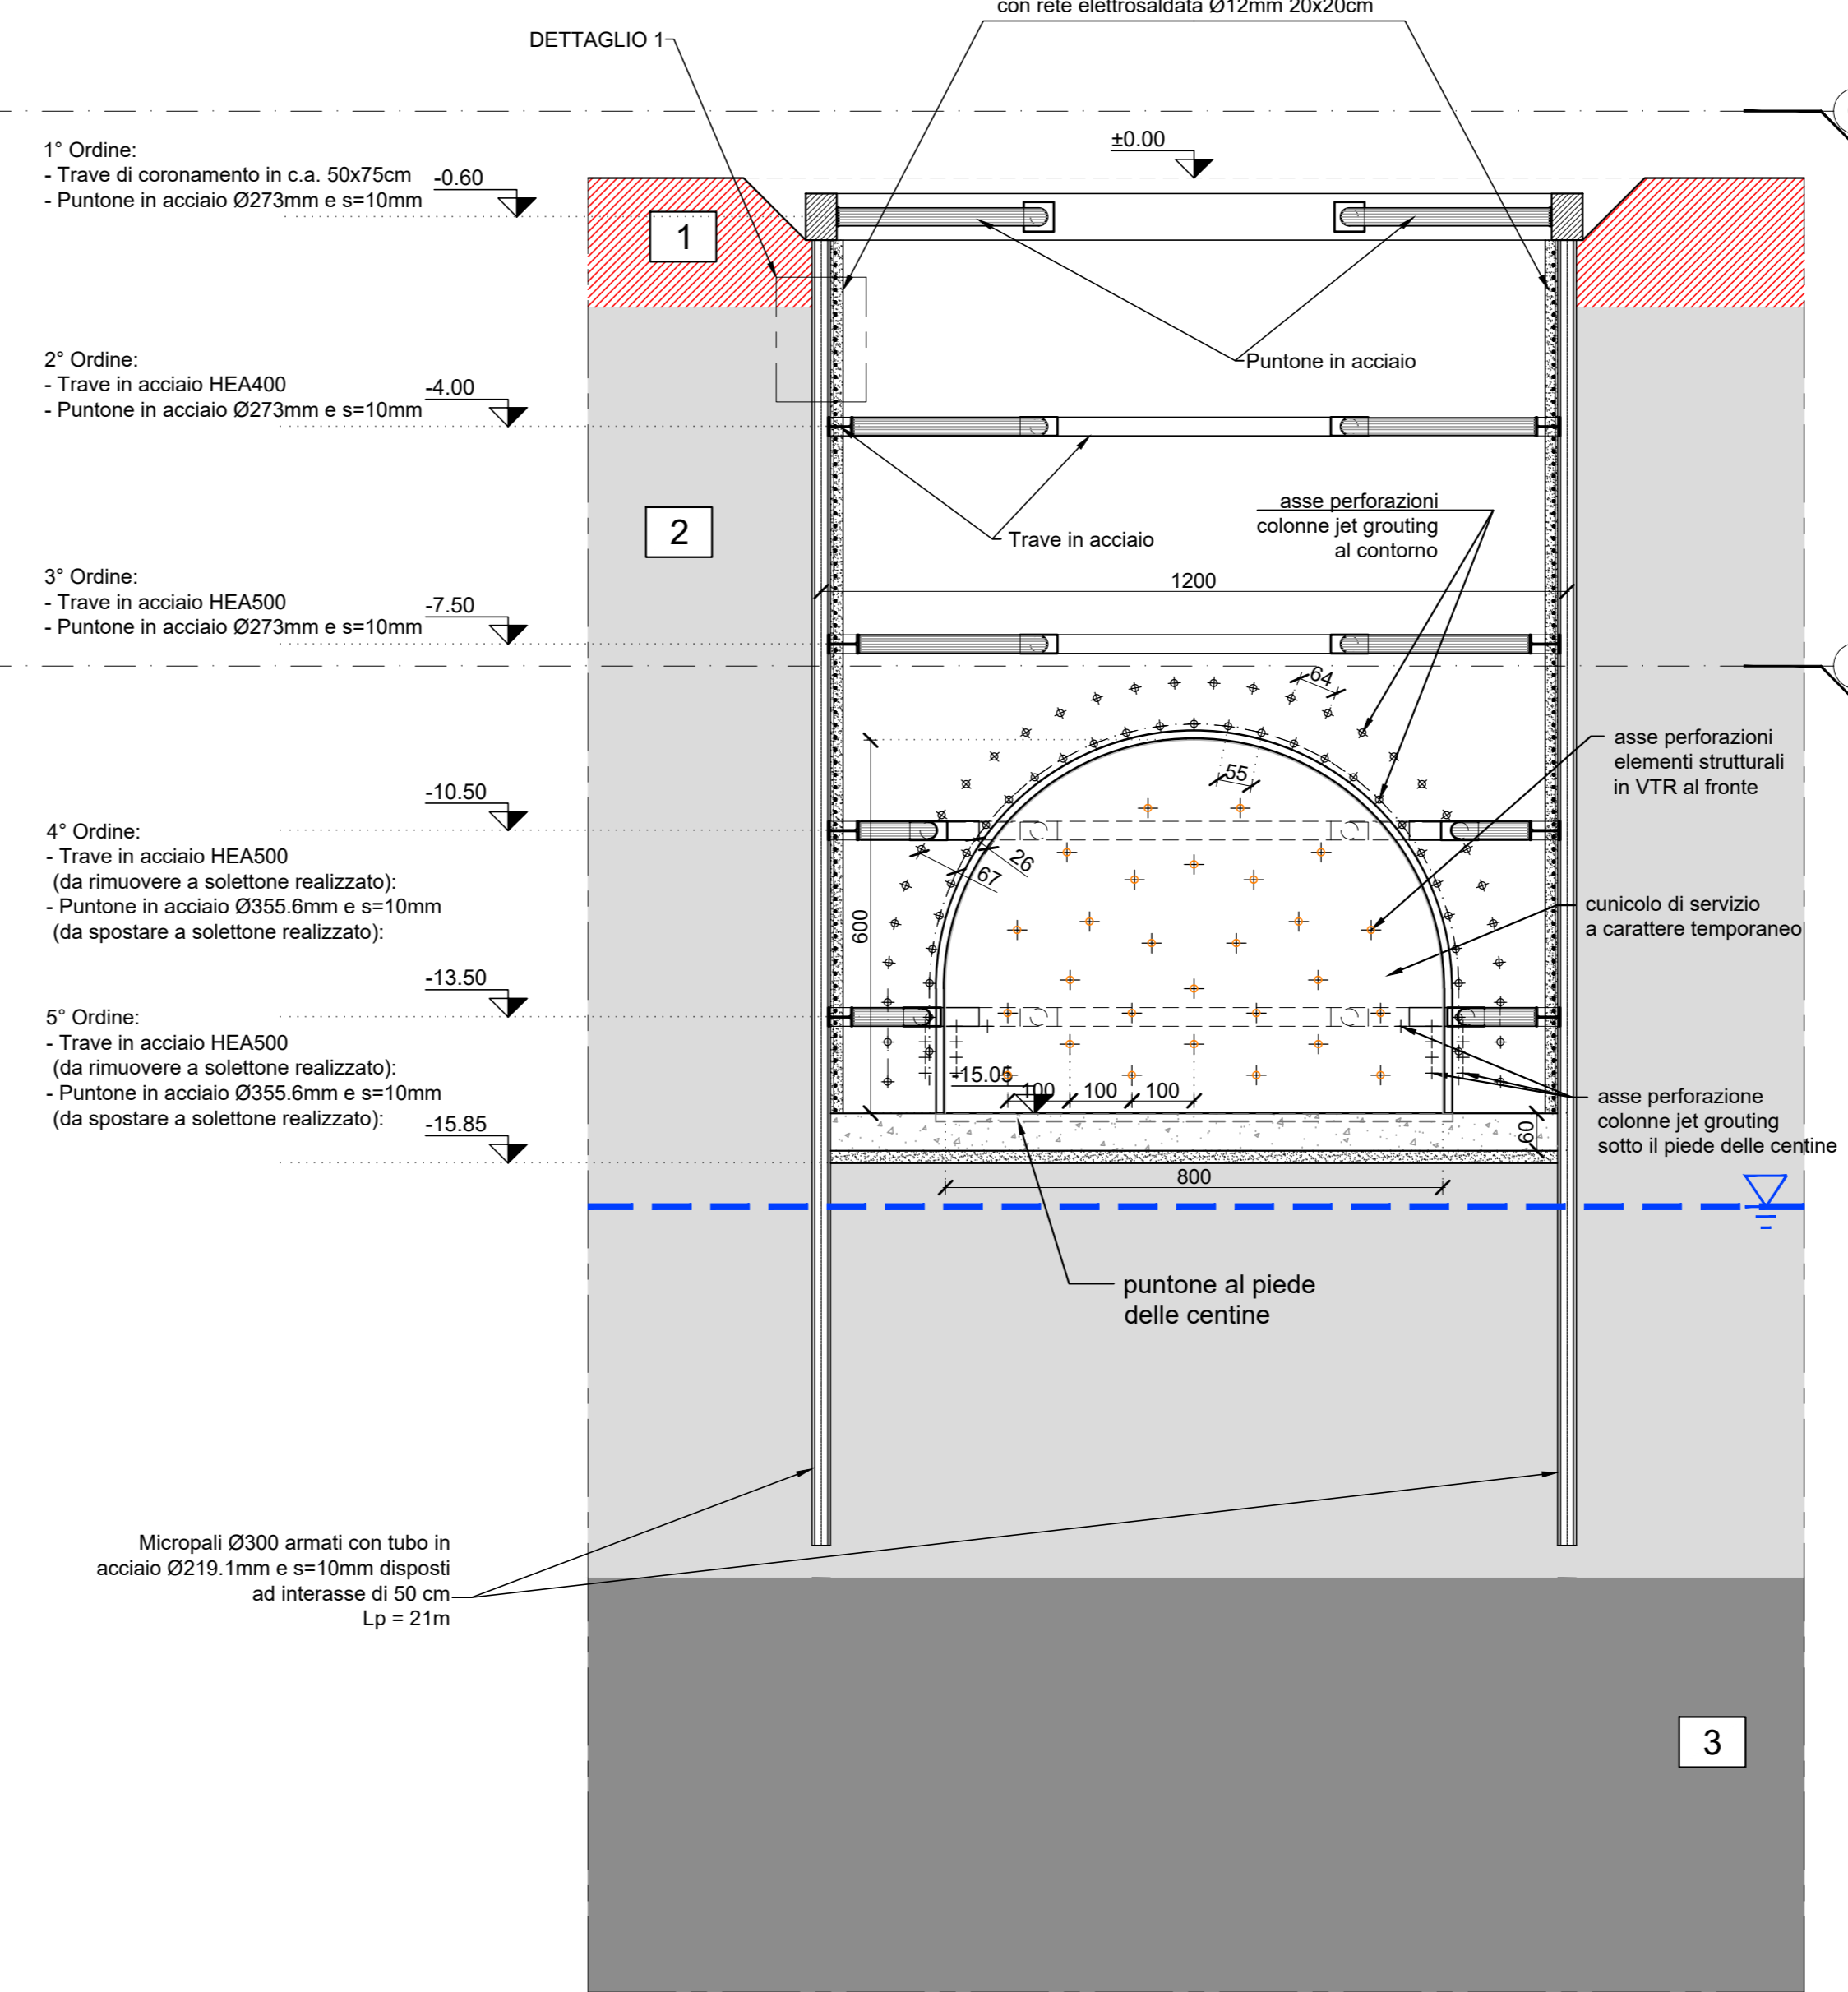 con rete elettrosaldata Ø12mm 20x20cm
DETTAGLIO 1
±0.00
1° Ordine:
- Trave di coronamento in c.a. 50x75cm
- Puntone in acciaio Ø273mm e s=10mm
-0.60
1
Puntone in acciaio
2° Ordine:
- Trave in acciaio HEA400
- Puntone in acciaio Ø273mm e s=10mm
-4.00
2
asse perforazioni
colonne jet grouting
al contorno
Trave in acciaio
1200
3° Ordine:
- Trave in acciaio HEA500
- Puntone in acciaio Ø273mm e s=10mm
-7.50
64
asse perforazioni
elementi strutturali
in VTR al fronte
55
-10.50
4° Ordine:
- Trave in acciaio HEA500
(da rimuovere a solettone realizzato):
- Puntone in acciaio Ø355.6mm e s=10mm
(da spostare a solettone realizzato):
26
67
600
cunicolo di servizio
a carattere temporaneo
-13.50
5° Ordine:
- Trave in acciaio HEA500
(da rimuovere a solettone realizzato):
- Puntone in acciaio Ø355.6mm e s=10mm
(da spostare a solettone realizzato):
-15.85
-15.05
100
100
100
asse perforazione
colonne jet grouting
sotto il piede delle centine
60
800
puntone al piede
delle centine
Micropali Ø300 armati con tubo in
acciaio Ø219.1mm e s=10mm disposti
ad interasse di 50 cm
Lp = 21m
3